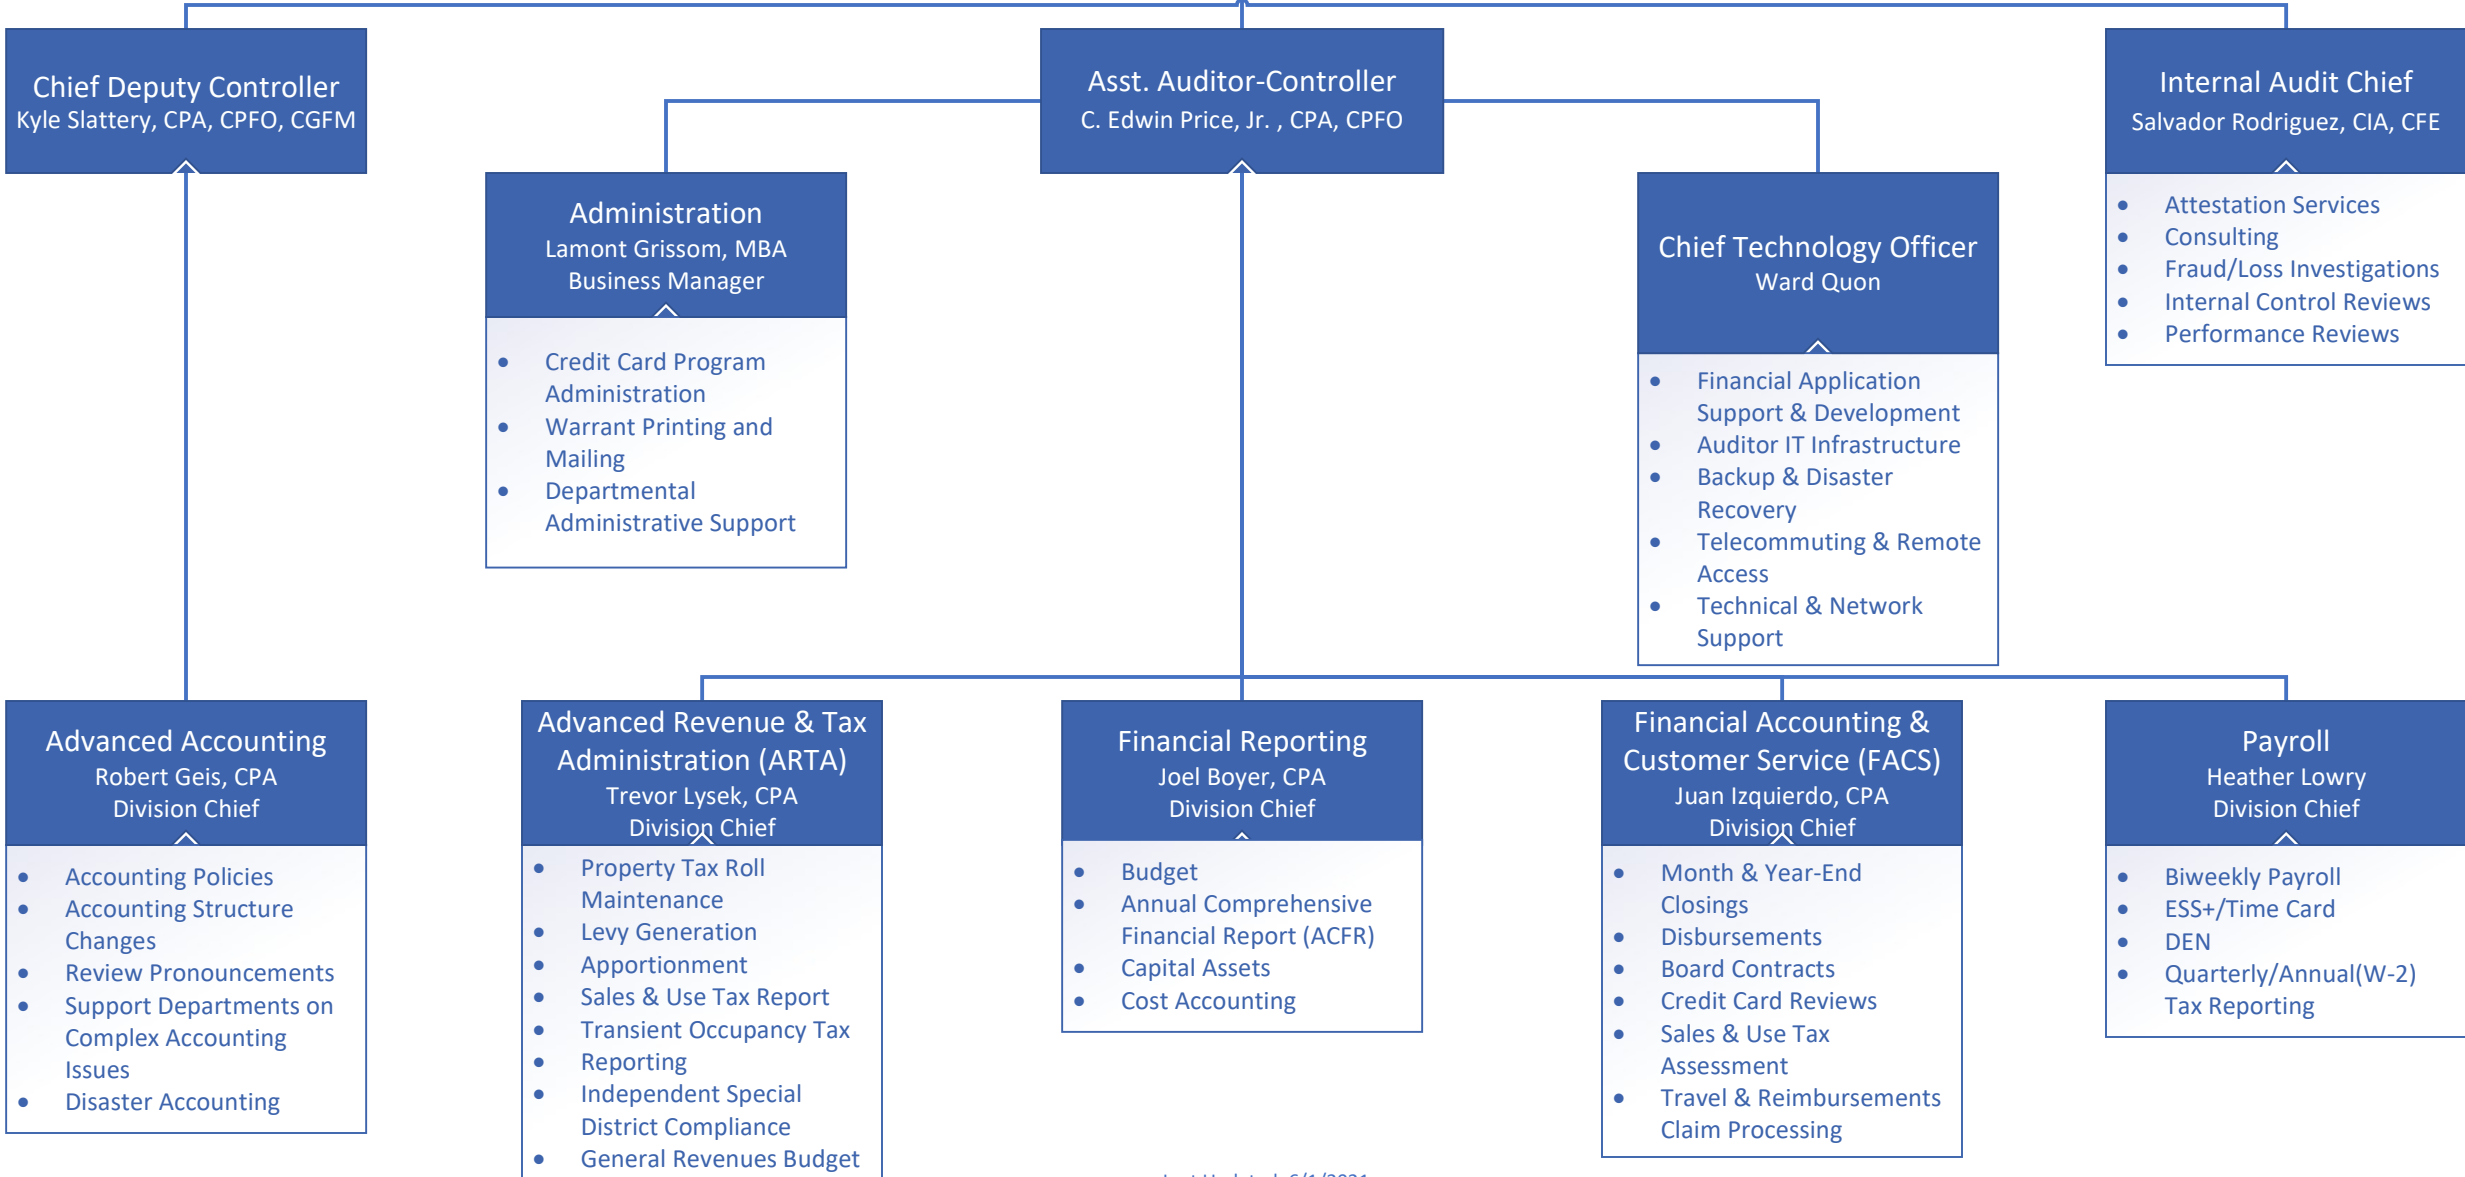 Chief Deputy Controller
Kyle Slattery, CPA, CPFO, CGFM
Asst. Auditor-Controller
C. Edwin Price, Jr. , CPA, CPFO
Internal Audit Chief
Salvador Rodriguez, CIA, CFE
• Attestation Services
• Consulting
• Fraud/Loss Investigations
• Internal Control Reviews
• Performance Reviews
Administration
Lamont Grissom, MBA
Business Manager
• Credit Card Program
Administration
• Warrant Printing and
Mailing
• Departmental
Administrative Support
Chief Technology Officer
Ward Quon
• Financial Application
Support & Development
• Auditor IT Infrastructure
• Backup & Disaster
Recovery
• Telecommuting & Remote
Access
• Technical & Network
Support
Advanced Accounting
Robert Geis, CPA
Division Chief
• Accounting Policies
• Accounting Structure
Changes
• Review Pronouncements
• Support Departments on
Complex Accounting
Issues
• Disaster Accounting
Advanced Revenue & Tax
Administration (ARTA)
Trevor Lysek, CPA
Division Chief
• Property Tax Roll
Maintenance
• Levy Generation
• Apportionment
• Sales & Use Tax Report
• Transient Occupancy Tax
• Reporting
• Independent Special
District Compliance
• General Revenues Budget
Financial Reporting
Joel Boyer, CPA
Division Chief
• Budget
• Annual Comprehensive
Financial Report (ACFR)
• Capital Assets
• Cost Accounting
Financial Accounting &
Customer Service (FACS)
Juan Izquierdo, CPA
Division Chief
• Month & Year-End
Closings
• Disbursements
• Board Contracts
• Credit Card Reviews
• Sales & Use Tax
Assessment
• Travel & Reimbursements
Claim Processing
Payroll
Heather Lowry
Division Chief
• Biweekly Payroll
• ESS+/Time Card
• DEN
• Quarterly/Annual(W-2)
Tax Reporting